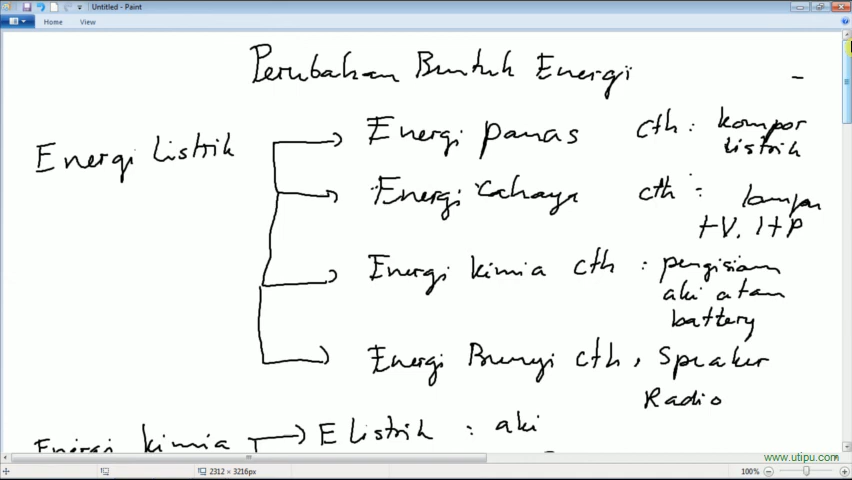 Untitled - Paint
Home View
Perubahan Bentuk Energi
Energi Listrik
Energi panas cth : kompor
Listrik
Energi cahaya cth : lampu
TV, HP
Energi kimia cth : pengisian
aki atau
battery
Energi Bunyi cth : Speaker
Radio
Energi kimia E listrik : aki
www.utipu.com
2312 × 3216px
100%